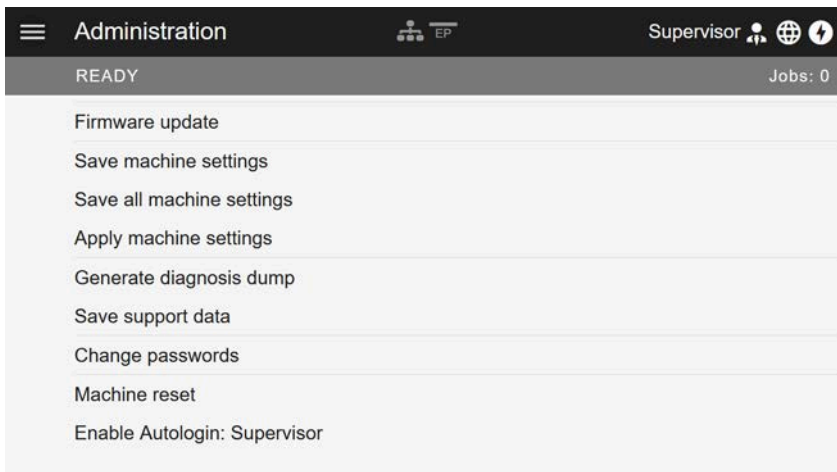 Administration
EP
Supervisor
READY
Jobs: 0
Firmware update
Save machine settings
Save all machine settings
Apply machine settings
Generate diagnosis dump
Save support data
Change passwords
Machine reset
Enable Autologin: Supervisor